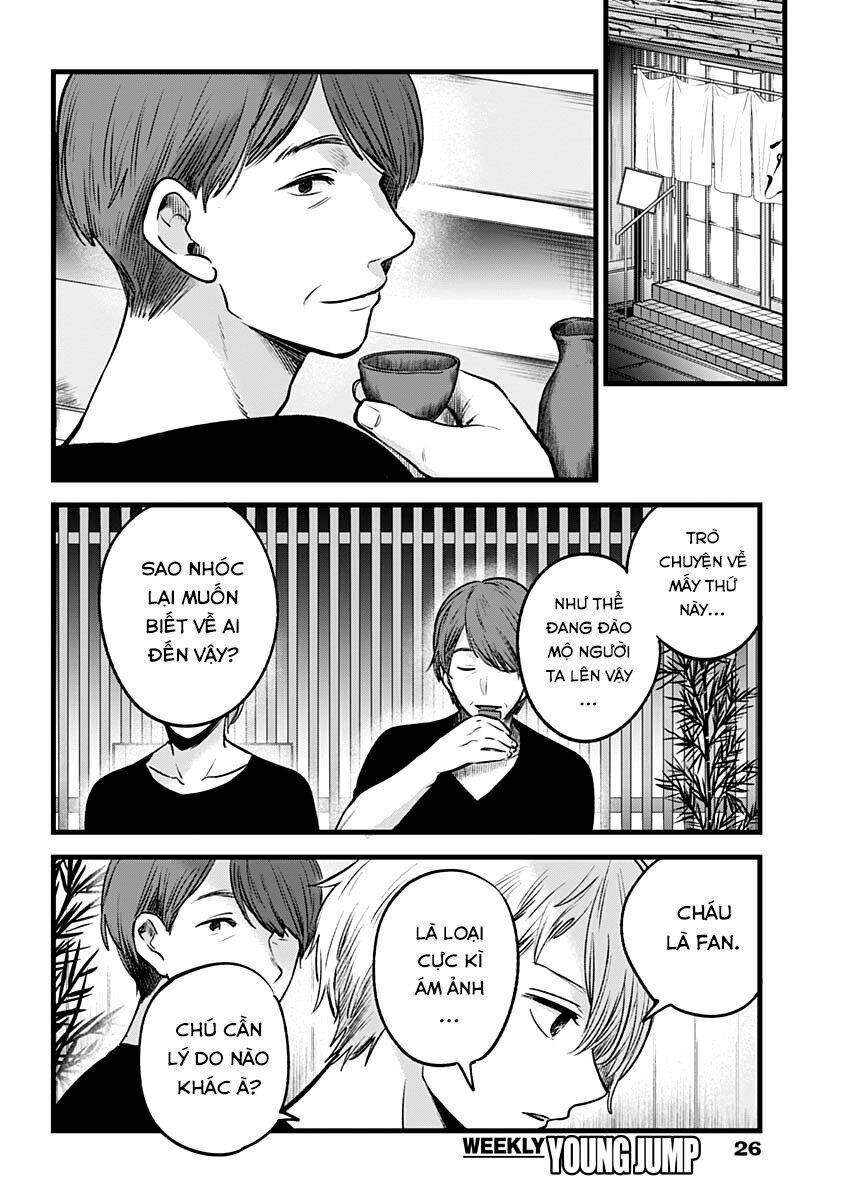 TRÒ
CHUYỆN VỀ
MẤY THỨ
NÀY...
NHƯ THỂ
ĐANG ĐÀO
MỘ NGƯỜI
TA LÊN VẬY
...
SAO NHÓC
LẠI MUỐN
BIẾT VỀ AI
ĐẾN VẬY?
CHÁU
LÀ FAN.
LÀ LOẠI
CỰC KÌ
ÁM ẢNH
...
CHÚ CẦN
LÝ DO NÀO
KHÁC À?
WEEKLY YOUNG JUMP 26